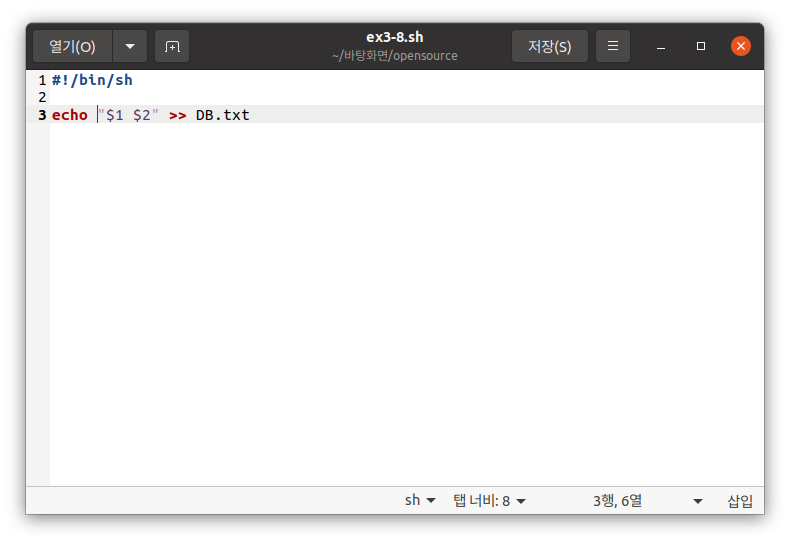 열기(O)
ex3-8.sh
~/바탕화면/opensource
저장(S)
1 #!/bin/sh
2
3 echo "$1 $2" >> DB.txt
sh 탭 너비: 8 3행, 6열 삽입